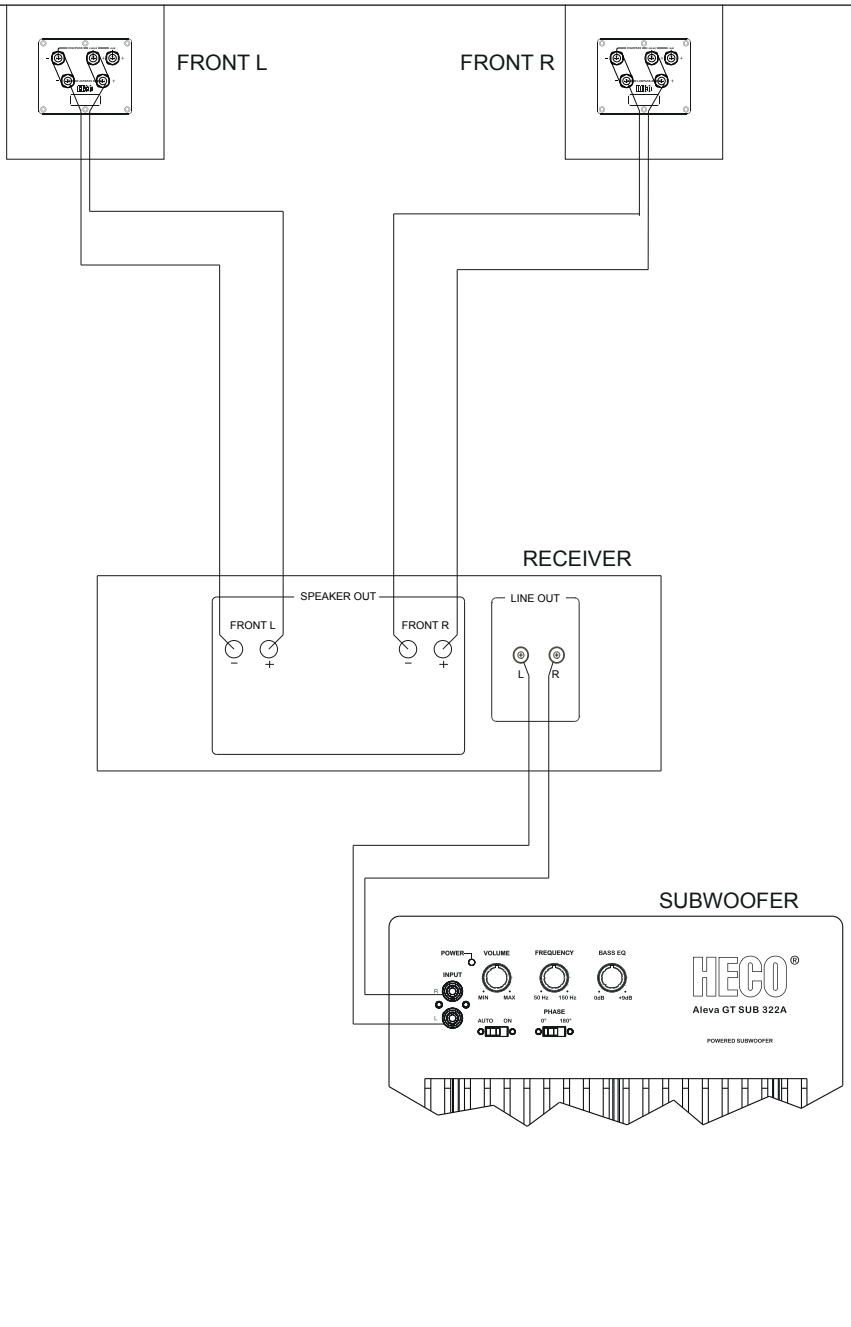 FRONT L
FRONT R
RECEIVER
SPEAKER OUT
LINE OUT
FRONT L
FRONT R
- +
- +
L R
SUBWOOFER
POWER VOLUME FREQUENCY BASS EQ
INPUT
R
MIN MAX 50 Hz 150 Hz 0dB +9dB
L
AUTO ON
PHASE
0° 180°
HECO®
Aleva GT SUB 322A
POWERED SUBWOOFER